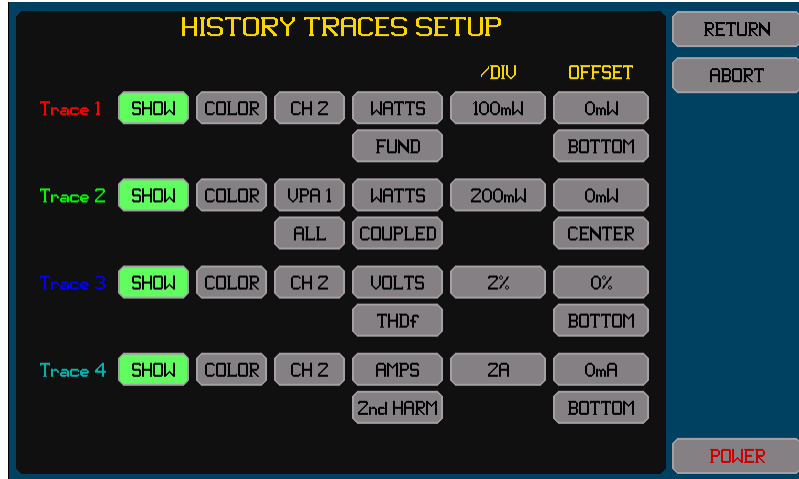 HISTORY TRACES SETUP
RETURN
/DIV OFFSET
ABORT
Trace 1 SHOW COLOR CH 2 WATTS 100mW 0mW
FUND BOTTOM
Trace 2 SHOW COLOR VPA 1 WATTS 200mW 0mW
ALL COUPLED CENTER
Trace 3 SHOW COLOR CH 2 VOLTS 2% 0%
THDf BOTTOM
Trace 4 SHOW COLOR CH 2 AMPS 2A 0mA
2nd HARM BOTTOM
POWER